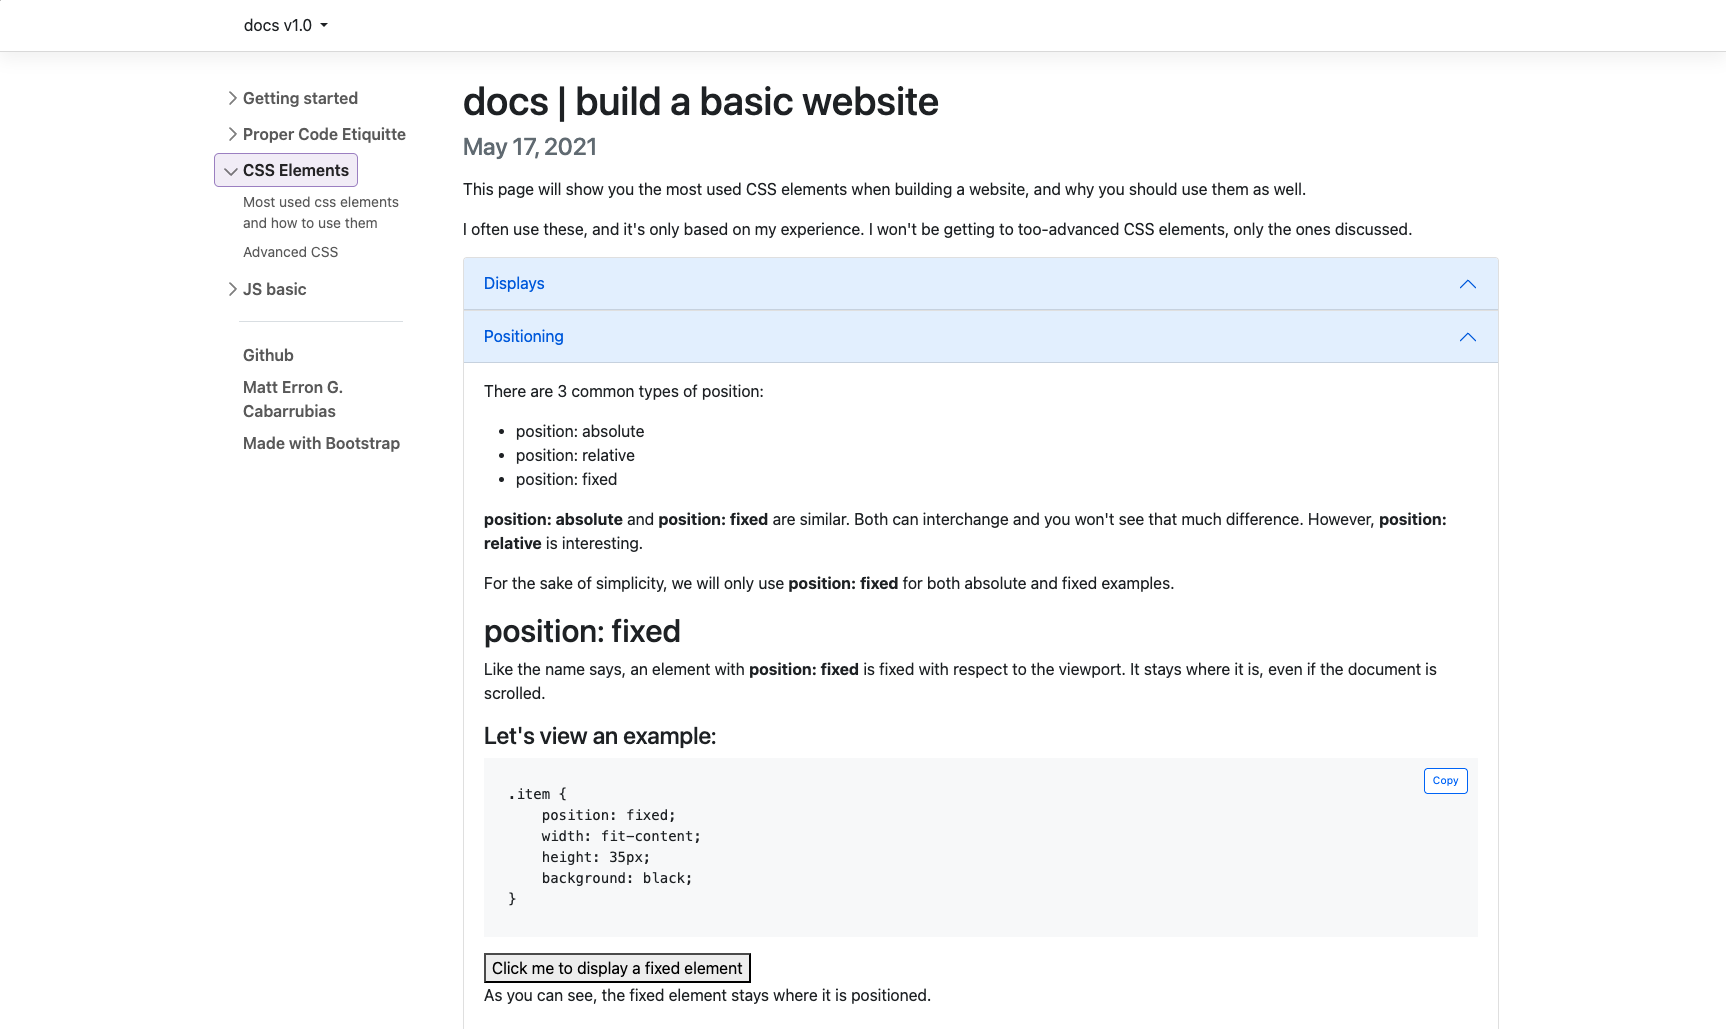 docs v1.0
Getting started
Proper Code Etiquitte
CSS Elements
Most used css elements
and how to use them
Advanced CSS
JS basic
Github
Matt Erron G.
Cabarrubias
Made with Bootstrap
docs | build a basic website
May 17, 2021
This page will show you the most used CSS elements when building a website, and why you should use them as well.
I often use these, and it's only based on my experience. I won't be getting to too-advanced CSS elements, only the ones discussed.
Displays
Positioning
There are 3 common types of position:
• position: absolute
• position: relative
• position: fixed
position: absolute and position: fixed are similar. Both can interchange and you won't see that much difference. However, position:
relative is interesting.
For the sake of simplicity, we will only use position: fixed for both absolute and fixed examples.
position: fixed
Like the name says, an element with position: fixed is fixed with respect to the viewport. It stays where it is, even if the document is
scrolled.
Let's view an example:
Copy
.item {
    position: fixed;
    width: fit-content;
    height: 35px;
    background: black;
}
Click me to display a fixed element
As you can see, the fixed element stays where it is positioned.